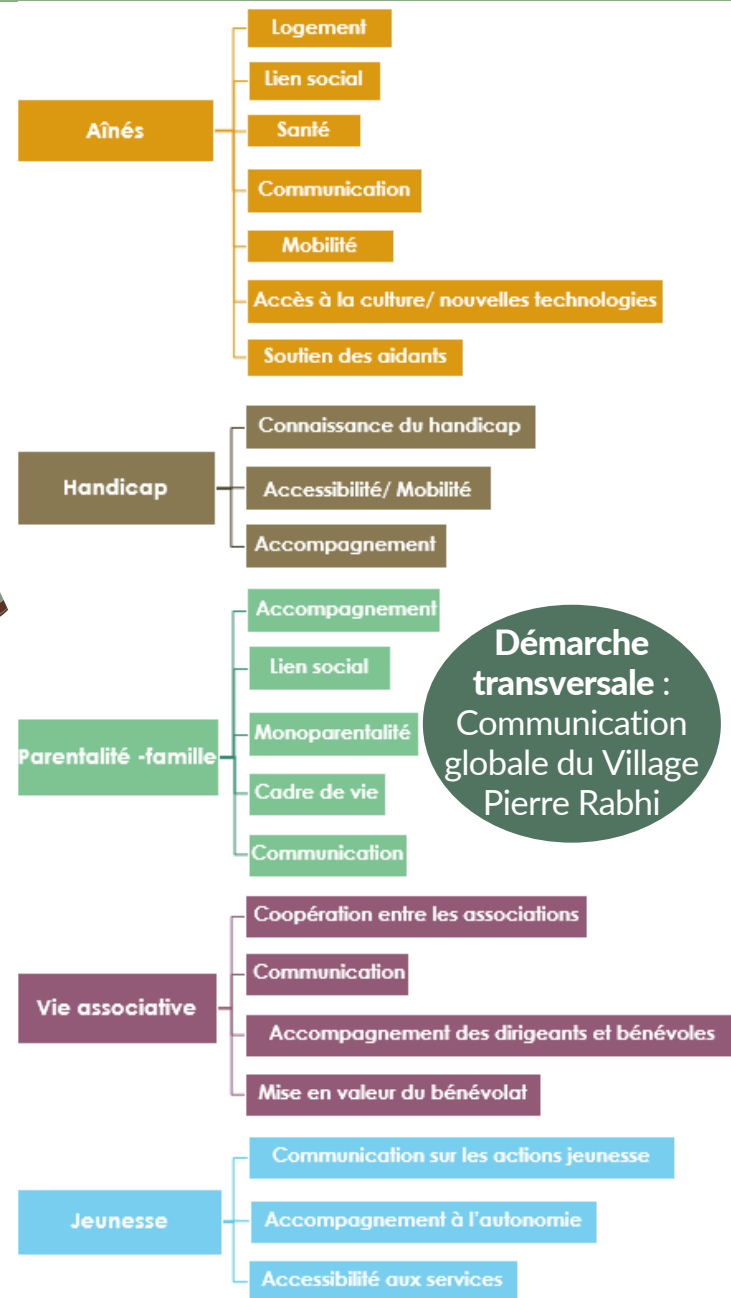 Aînés
Logement
Lien social
Santé
Communication
Mobilité
Accès à la culture/ nouvelles technologies
Soutien des aidants
Handicap
Connaissance du handicap
Accessibilité/ Mobilité
Accompagnement
Parentalité -famille
Accompagnement
Lien social
Monoparentalité
Cadre de vie
Communication
Démarche
transversale :
Communication
globale du Village
Pierre Rabhi
Vie associative
Coopération entre les associations
Communication
Accompagnement des dirigeants et bénévoles
Mise en valeur du bénévolat
Jeunesse
Communication sur les actions jeunesse
Accompagnement à l'autonomie
Accessibilité aux services